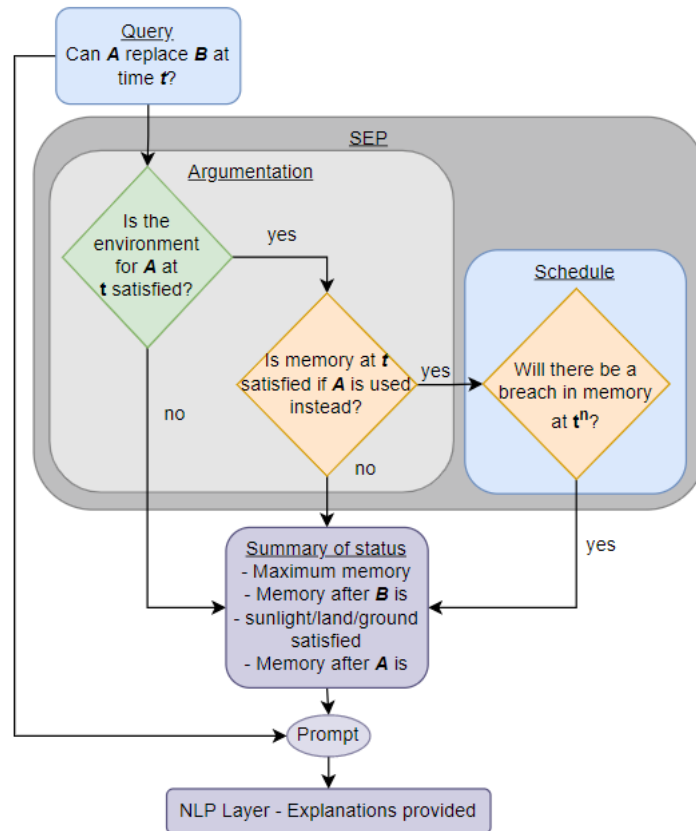 Query
Can A replace B at
time t?
SEP
Argumentation
Is the
environment
for A at
t satisfied?
yes
no
Is memory at t
satisfied if A is used
instead?
yes
no
Schedule
Will there be a
breach in memory
at tⁿ?
yes
Summary of status
- Maximum memory
- Memory after B is
- sunlight/land/ground
satisfied
- Memory after A is
Prompt
NLP Layer - Explanations provided